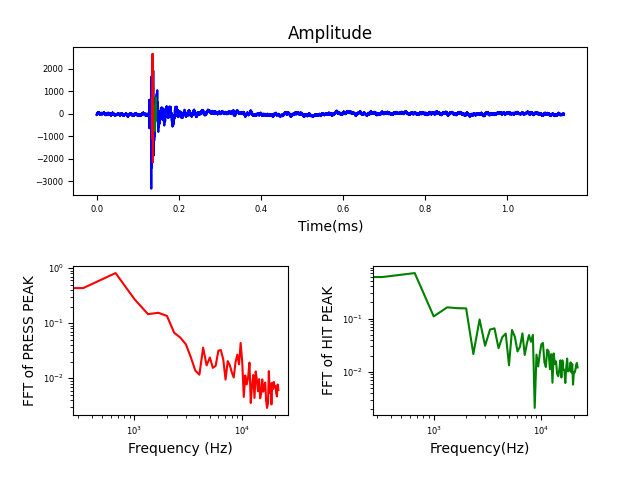 Amplitude
2000
1000
0
−1000
−2000
−3000
0.0 0.2 0.4 0.6 0.8 1.0
Time(ms)
FFT of PRESS PEAK
10⁰
10⁻¹
10⁻²
10³ 10⁴
Frequency (Hz)
FFT of HIT PEAK
10⁻¹
10⁻²
10³ 10⁴
Frequency(Hz)